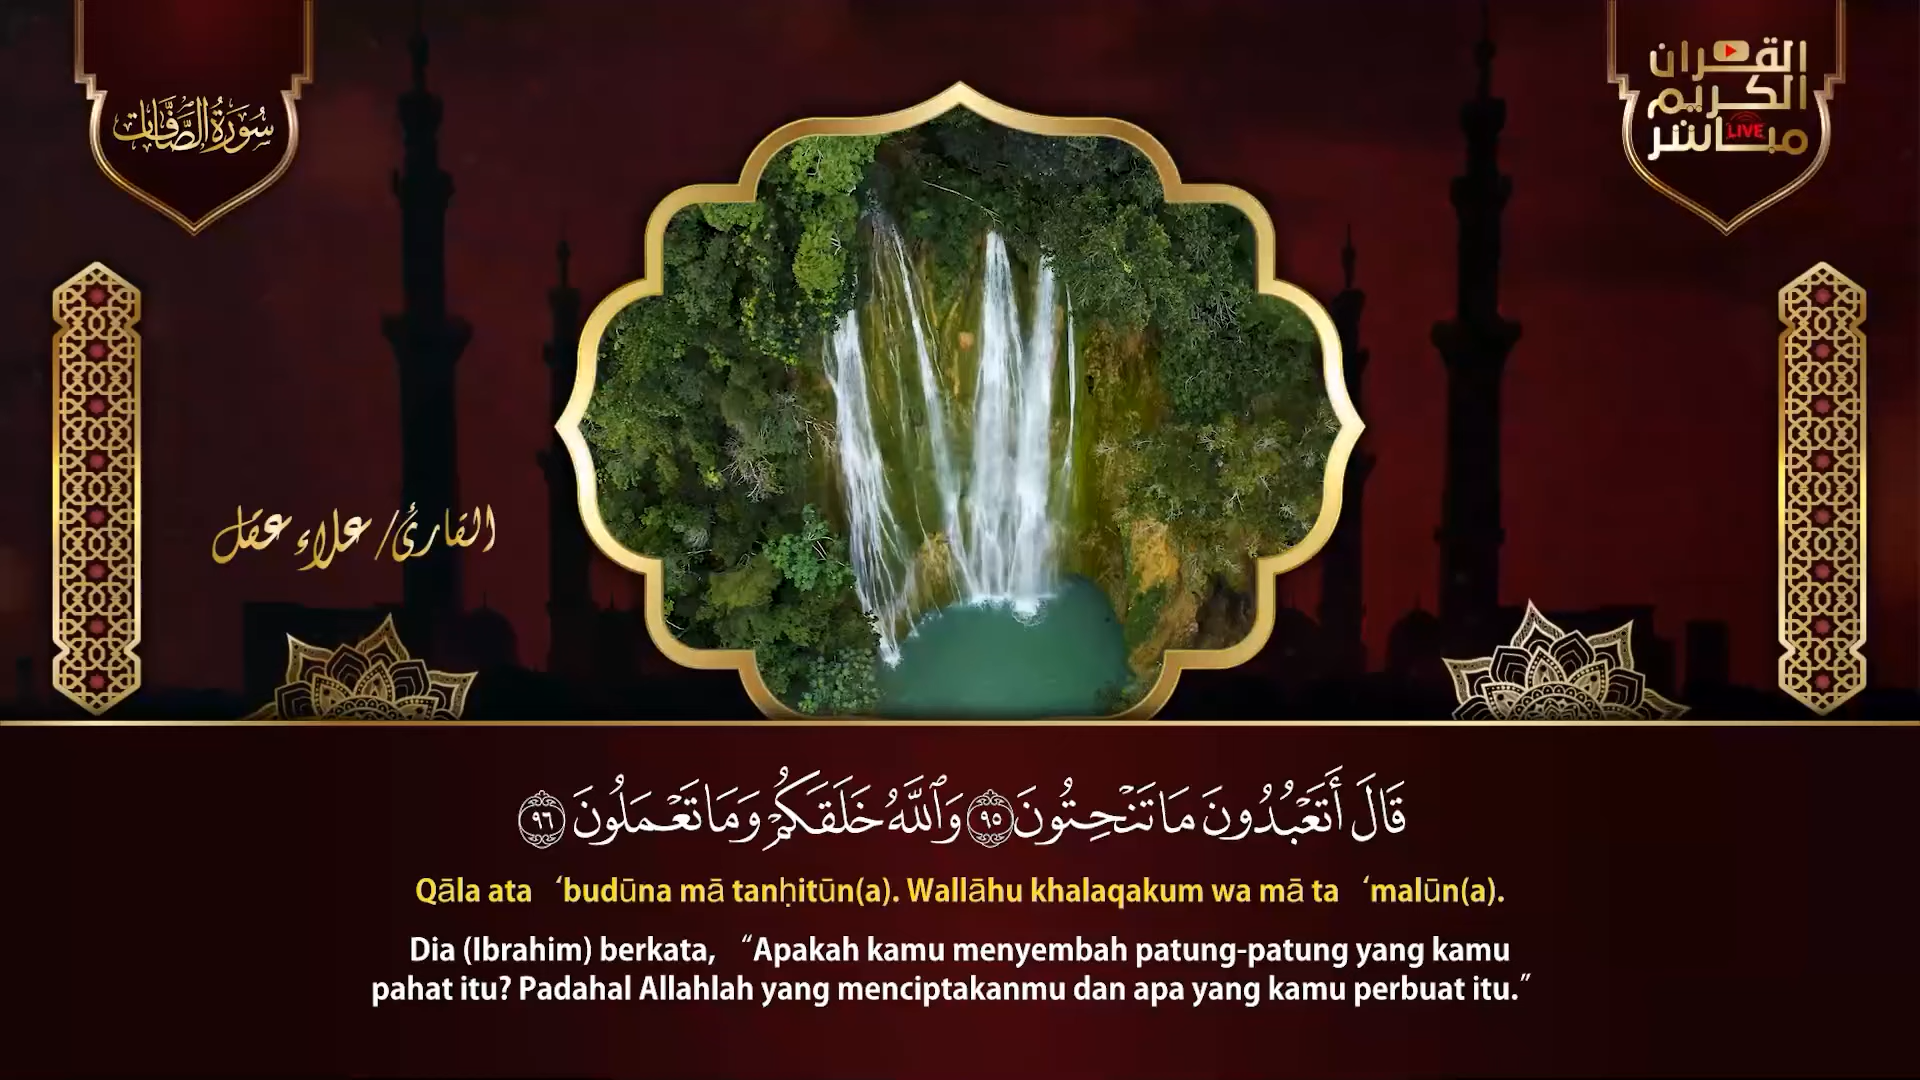 سُورَةُ الصَّافَّات
القرآن
الكريم
مباشر
LIVE
القارئ/ علاء عقل
قَالَ أَتَعْبُدُونَ مَا تَنْحِتُونَ ٩٥ وَٱللَّهُ خَلَقَكُمْ وَمَا تَعْمَلُونَ ٩٦
Qāla ata ‘budūna mā tanḥitūn(a). Wallāhu khalaqakum wa mā ta ‘malūn(a).
Dia (Ibrahim) berkata, “Apakah kamu menyembah patung-patung yang kamu
pahat itu? Padahal Allahlah yang menciptakanmu dan apa yang kamu perbuat itu.”